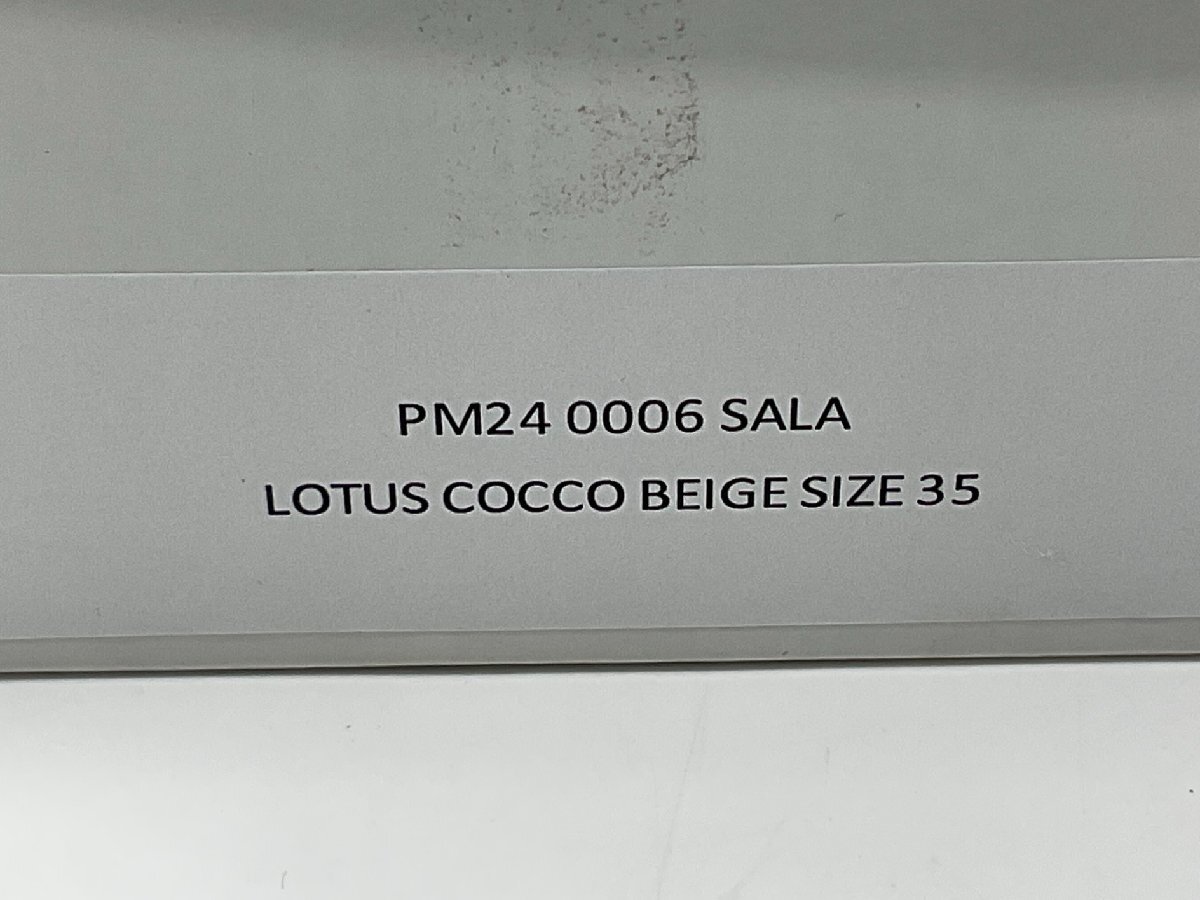 PM24 0006 SALA
LOTUS COCCO BEIGE SIZE 35